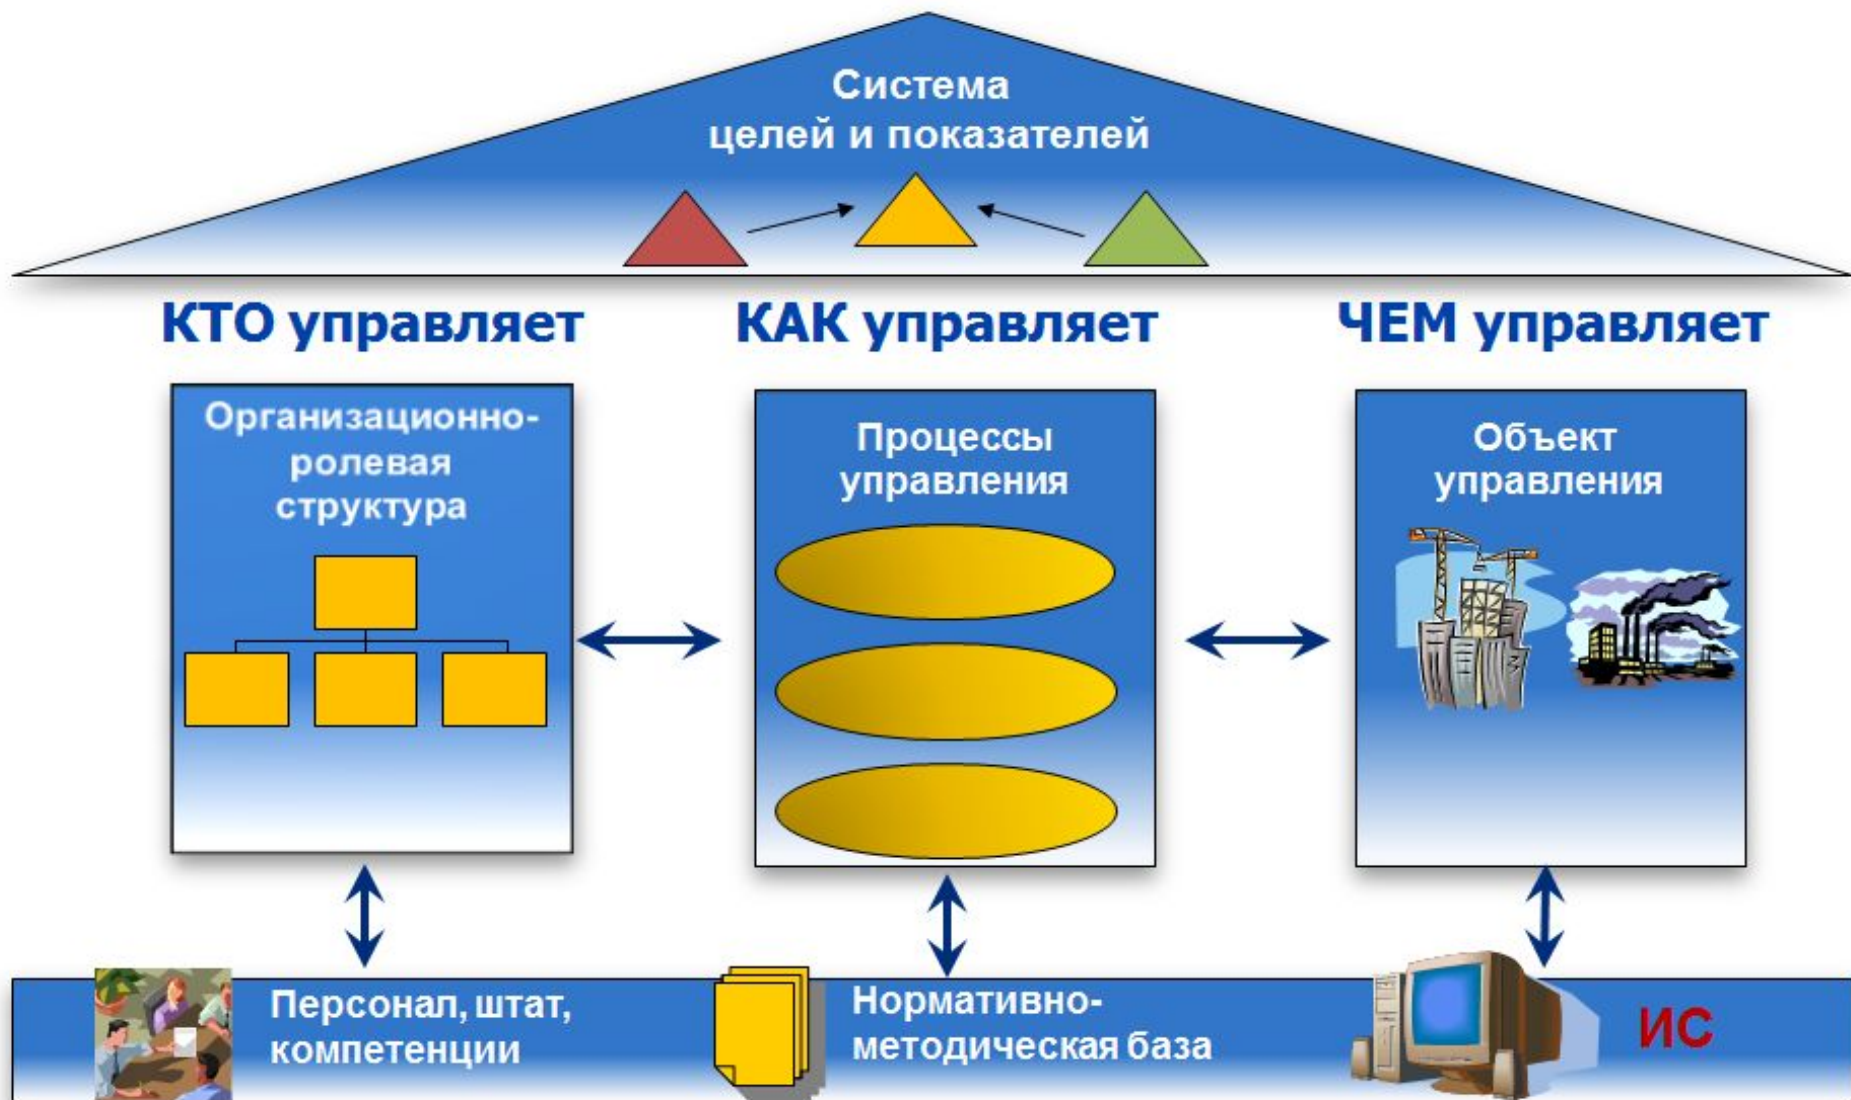 Система
целей и показателей
КТО управляет
КАК управляет
ЧЕМ управляет
Организационно-
ролевая
структура
Процессы
управления
Объект
управления
Персонал, штат,
компетенции
Нормативно-
методическая база
ИС